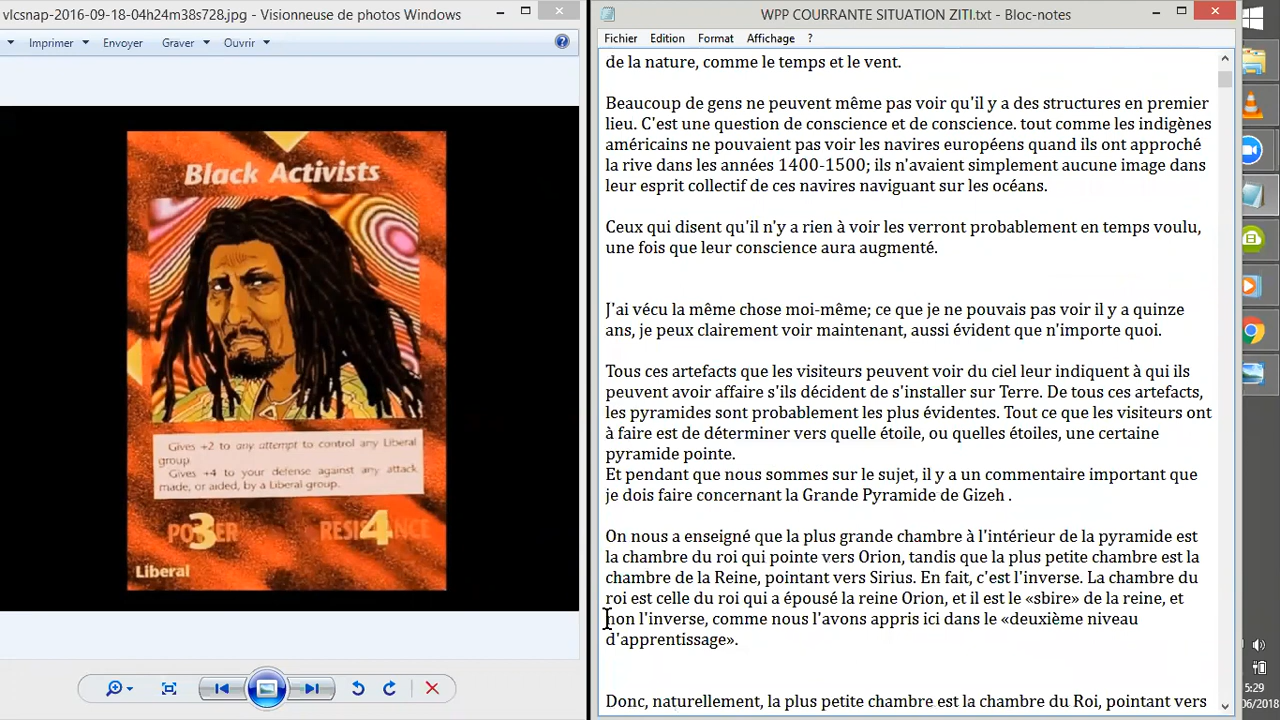 vlcsnap-2016-09-18-04h24m38s728.jpg - Visionneuse de photos Windows
Imprimer Envoyer Graver Ouvrir
Black Activists
Gives +2 to any attempt to control any Liberal
group.
Gives +4 to your defense against any attack
made, or aided, by a Liberal group.
POWER 3 RESISTANCE 4
Liberal
WPP COURRANTE SITUATION ZITI.txt - Bloc-notes
Fichier Edition Format Affichage ?
de la nature, comme le temps et le vent.
Beaucoup de gens ne peuvent même pas voir qu'il y a des structures en premier
lieu. C'est une question de conscience et de conscience. tout comme les indigènes
américains ne pouvaient pas voir les navires européens quand ils ont approché
la rive dans les années 1400-1500; ils n'avaient simplement aucune image dans
leur esprit collectif de ces navires naviguant sur les océans.
Ceux qui disent qu'il n'y a rien à voir les verront probablement en temps voulu,
une fois que leur conscience aura augmenté.
J'ai vécu la même chose moi-même; ce que je ne pouvais pas voir il y a quinze
ans, je peux clairement voir maintenant, aussi évident que n'importe quoi.
Tous ces artefacts que les visiteurs peuvent voir du ciel leur indiquent à qui ils
peuvent avoir affaire s'ils décident de s'installer sur Terre. De tous ces artefacts,
les pyramides sont probablement les plus évidentes. Tout ce que les visiteurs ont
à faire est de déterminer vers quelle étoile, ou quelles étoiles, une certaine
pyramide pointe.
Et pendant que nous sommes sur le sujet, il y a un commentaire important que
je dois faire concernant la Grande Pyramide de Gizeh .
On nous a enseigné que la plus grande chambre à l'intérieur de la pyramide est
la chambre du roi qui pointe vers Orion, tandis que la plus petite chambre est la
chambre de la Reine, pointant vers Sirius. En fait, c'est l'inverse. La chambre du
roi est celle du roi qui a épousé la reine Orion, et il est le «sbire» de la reine, et
non l'inverse, comme nous l'avons appris ici dans le «deuxième niveau
d'apprentissage».
Donc, naturellement, la plus petite chambre est la chambre du Roi, pointant vers
5:29
06/2018